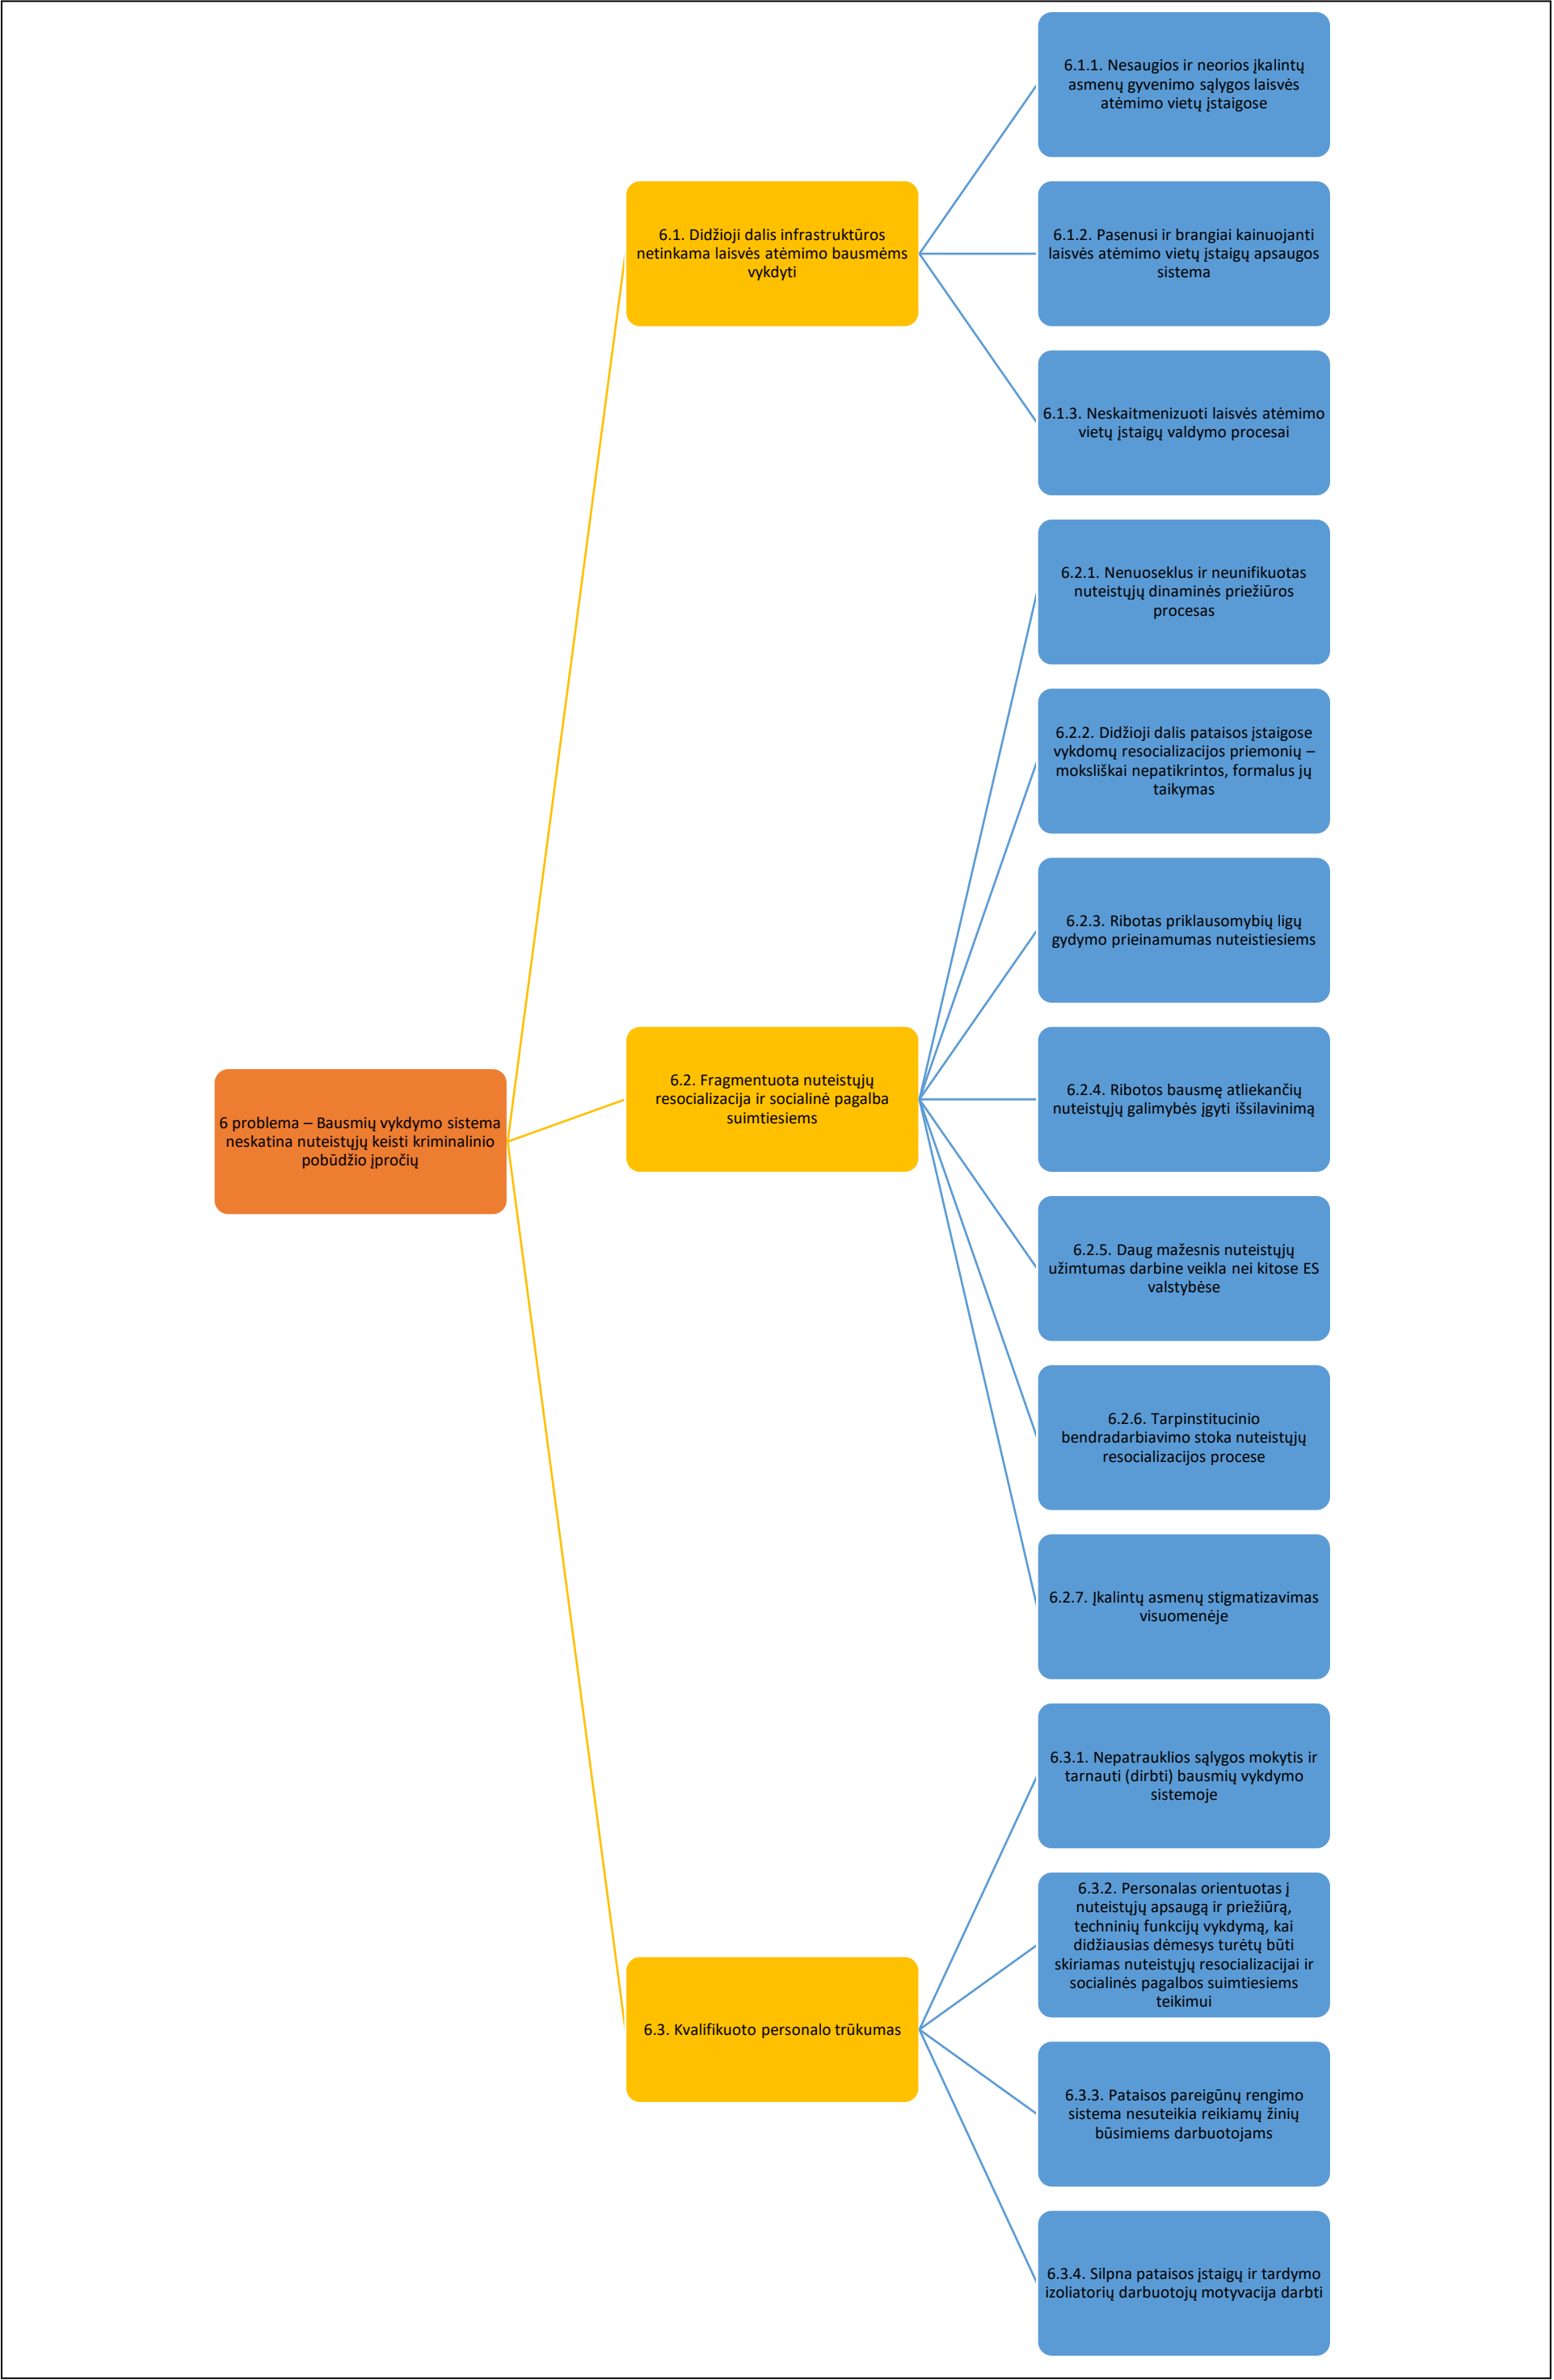 6 problema – Bausmių vykdymo sistema
neskatina nuteistųjų keisti kriminalinio
pobūdžio įpročių
6.1. Didžioji dalis infrastruktūros
netinkama laisvės atėmimo bausmėms
vykdyti
6.1.1. Nesaugios ir neorios įkalintų
asmenų gyvenimo sąlygos laisvės
atėmimo vietų įstaigose
6.1.2. Pasenusi ir brangiai kainuojanti
laisvės atėmimo vietų įstaigų apsaugos
sistema
6.1.3. Neskaitmenizuoti laisvės atėmimo
vietų įstaigų valdymo procesai
6.2. Fragmentuota nuteistųjų
resocializacija ir socialinė pagalba
suimtiesiems
6.2.1. Nenuoseklus ir neunifikuotas
nuteistųjų dinaminės priežiūros
procesas
6.2.2. Didžioji dalis pataisos įstaigose
vykdomų resocializacijos priemonių –
moksliškai nepatikrintos, formalus jų
taikymas
6.2.3. Ribotas priklausomybių ligų
gydymo prieinamumas nuteistiesiems
6.2.4. Ribotos bausmę atliekančių
nuteistųjų galimybės įgyti išsilavinimą
6.2.5. Daug mažesnis nuteistųjų
užimtumas darbine veikla nei kitose ES
valstybėse
6.2.6. Tarpinstitucinio
bendradarbiavimo stoka nuteistųjų
resocializacijos procese
6.2.7. Įkalintų asmenų stigmatizavimas
visuomenėje
6.3. Kvalifikuoto personalo trūkumas
6.3.1. Nepatrauklios sąlygos mokytis ir
tarnauti (dirbti) bausmių vykdymo
sistemoje
6.3.2. Personalas orientuotas į
nuteistųjų apsaugą ir priežiūrą,
techninių funkcijų vykdymą, kai
didžiausias dėmesys turėtų būti
skiriamas nuteistųjų resocializacijai ir
socialinės pagalbos suimtiesiems
teikimui
6.3.3. Pataisos pareigūnų rengimo
sistema nesuteikia reikiamų žinių
būsimiems darbuotojams
6.3.4. Silpna pataisos įstaigų ir tardymo
izoliatorių darbuotojų motyvacija darbti